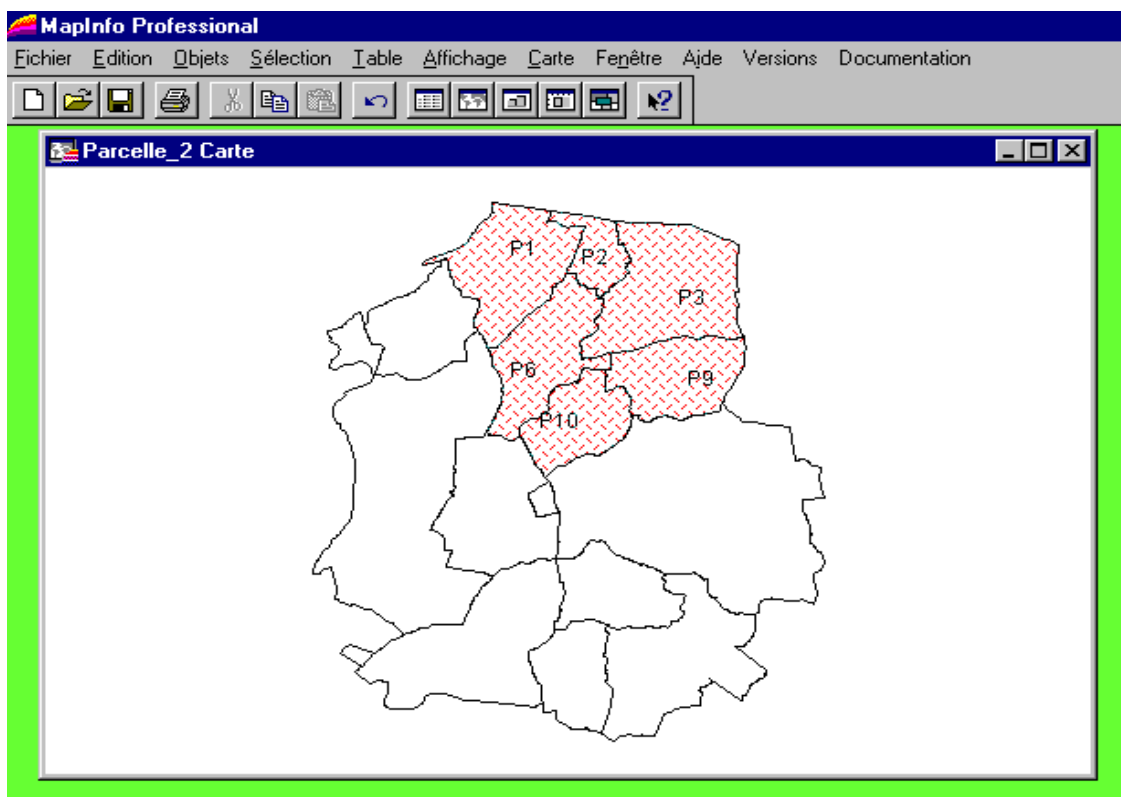 MapInfo Professional
Fichier Edition Objets Sélection Table Affichage Carte Fenêtre Aide Versions Documentation
Parcelle_2 Carte
P1
P2
P3
P6
P9
P10